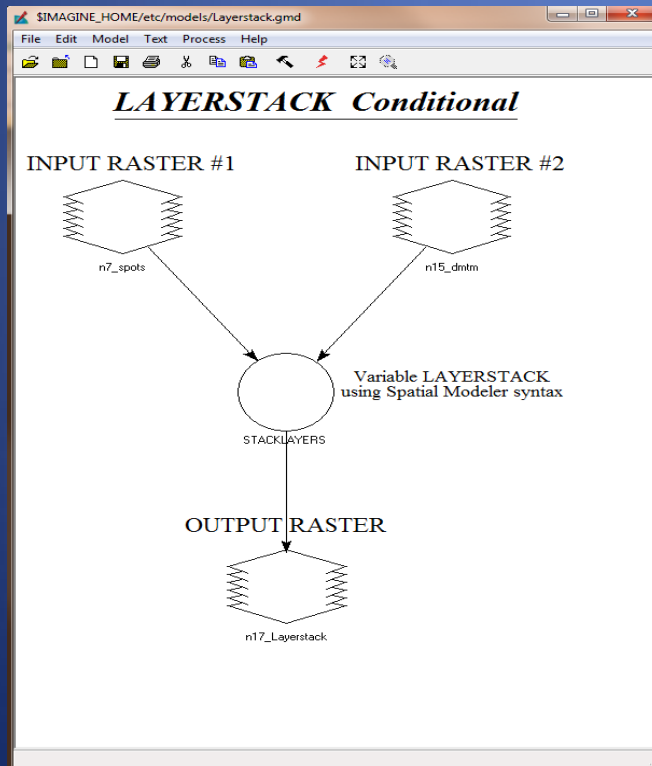 $IMAGINE_HOME/etc/models/Layerstack.gmd
File Edit Model Text Process Help
LAYERSTACK Conditional
INPUT RASTER #1
INPUT RASTER #2
n7_spots
n15_dmtm
Variable LAYERSTACK
using Spatial Modeler syntax
STACKLAYERS
OUTPUT RASTER
n17_Layerstack